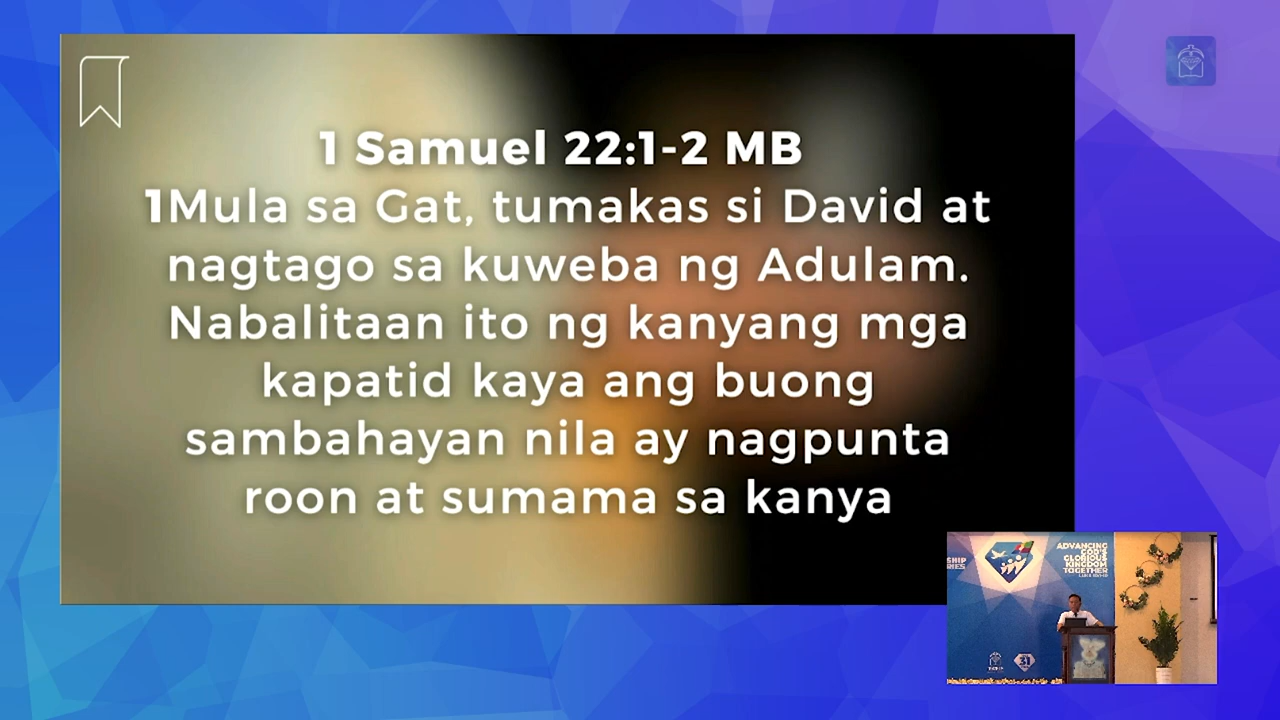 1 Samuel 22:1-2 MB
1Mula sa Gat, tumakas si David at
nagtago sa kuweba ng Adulam.
Nabalitaan ito ng kanyang mga
kapatid kaya ang buong
sambahayan nila ay nagpunta
roon at sumama sa kanya
ADVANCING
GOD'S
GLORIOUS
KINGDOM
TOGETHER
31